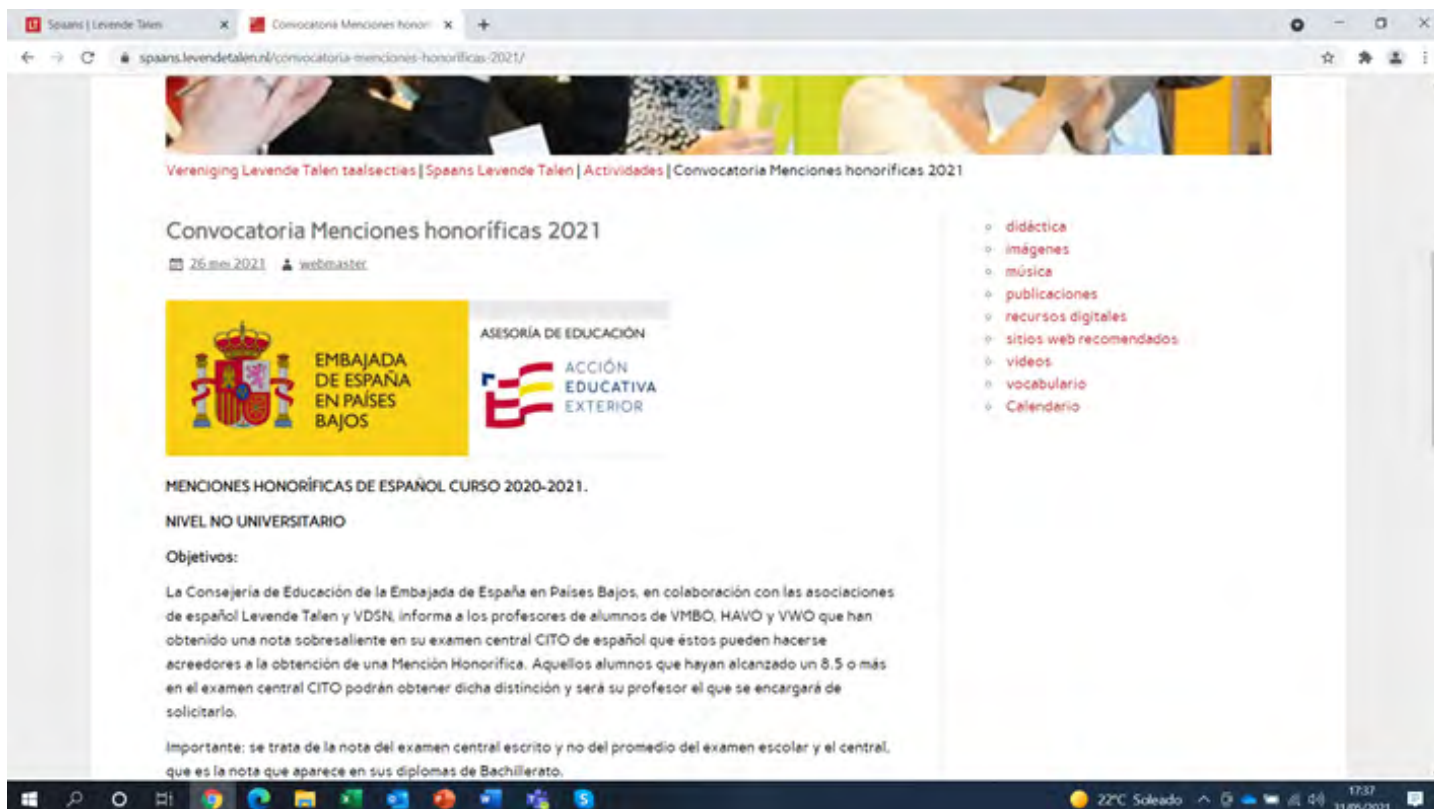 Spaans | Levende Talen
Convocatoria Menciones honor
spaans.levendetalen.nl/convocatoria-menciones-honorificas-2021/
Vereniging Levende Talen taalsecties | Spaans Levende Talen | Actividades | Convocatoria Menciones honoríficas 2021
Convocatoria Menciones honoríficas 2021
26 mei 2021 webmaster
EMBAJADA
DE ESPAÑA
EN PAÍSES
BAJOS
ASESORÍA DE EDUCACIÓN
ACCIÓN
EDUCATIVA
EXTERIOR
MENCIONES HONORÍFICAS DE ESPAÑOL CURSO 2020-2021.
NIVEL NO UNIVERSITARIO
Objetivos:
La Consejería de Educación de la Embajada de España en Países Bajos, en colaboración con las asociaciones
de español Levende Talen y VDSN, informa a los profesores de alumnos de VMBO, HAVO y VWO que han
obtenido una nota sobresaliente en su examen central CITO de español que éstos pueden hacerse
acreedores a la obtención de una Mención Honorífica. Aquellos alumnos que hayan alcanzado un 8.5 o más
en el examen central CITO podrán obtener dicha distinción y será su profesor el que se encargará de
solicitarlo.
Importante: se trata de la nota del examen central escrito y no del promedio del examen escolar y el central,
que es la nota que aparece en sus diplomas de Bachillerato.
didáctica
imágenes
música
publicaciones
recursos digitales
sitios web recomendados
videos
vocabulario
Calendario
22°C Soleado
17:37
31/05/2021